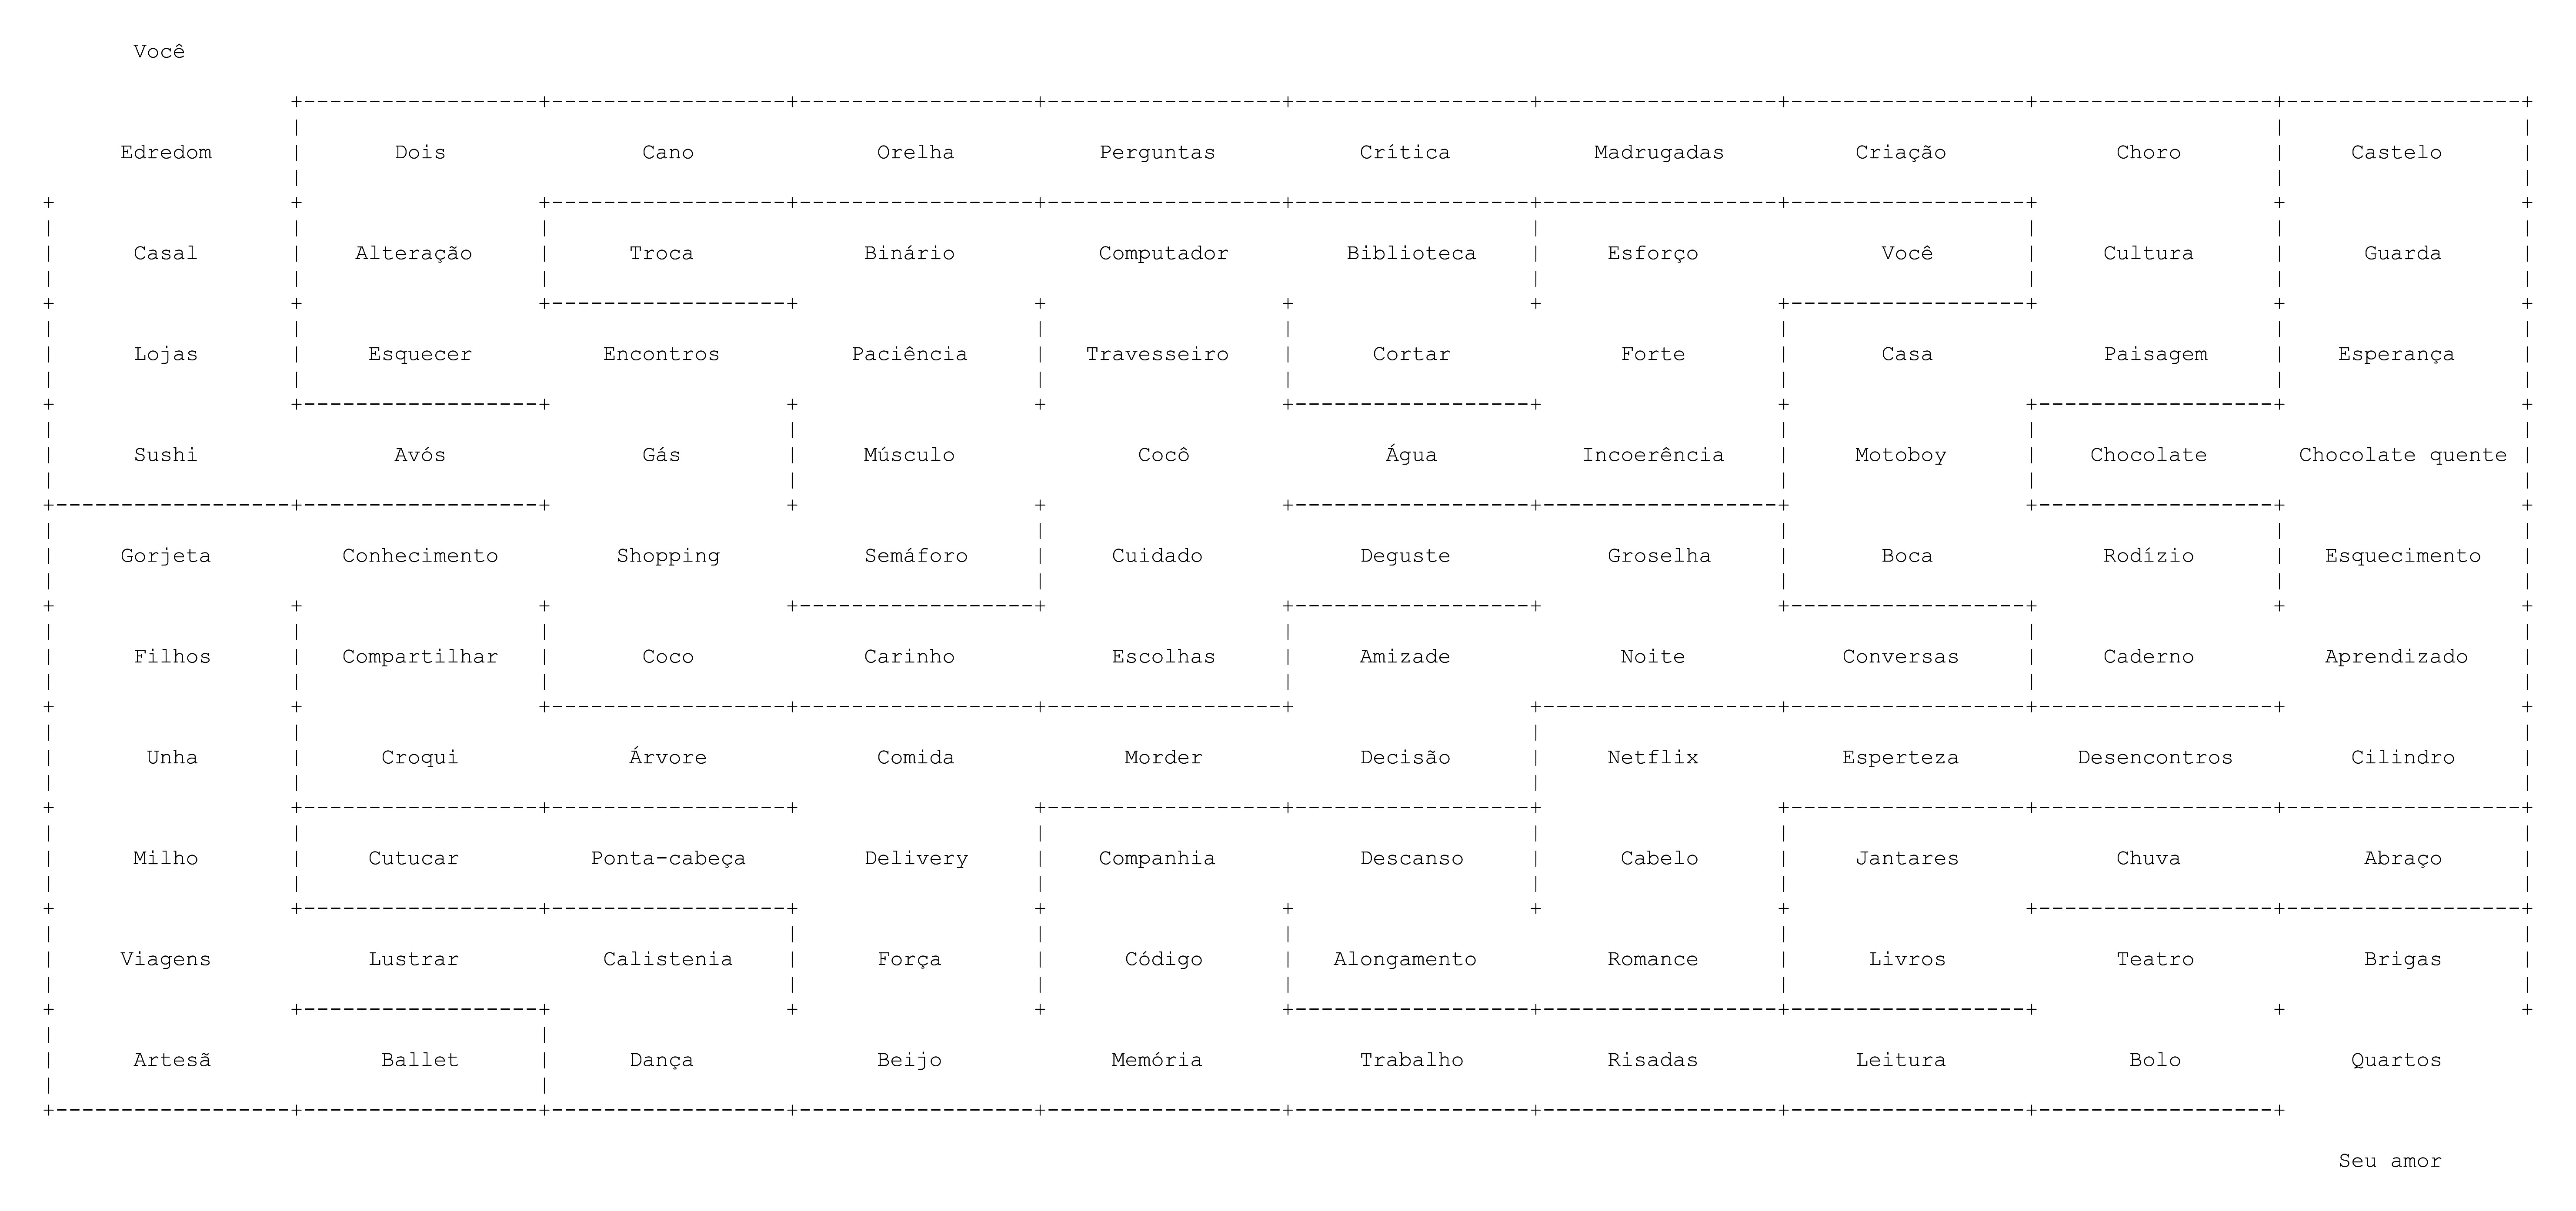 Você
Edredom Dois Cano Orelha Perguntas Crítica Madrugadas Criação Choro Castelo
Casal Alteração Troca Binário Computador Biblioteca Esforço Você Cultura Guarda
Lojas Esquecer Encontros Paciência Travesseiro Cortar Forte Casa Paisagem Esperança
Sushi Avós Gás Músculo Cocô Água Incoerência Motoboy Chocolate Chocolate quente
Gorjeta Conhecimento Shopping Semáforo Cuidado Deguste Groselha Boca Rodízio Esquecimento
Filhos Compartilhar Coco Carinho Escolhas Amizade Noite Conversas Caderno Aprendizado
Unha Croqui Árvore Comida Morder Decisão Netflix Esperteza Desencontros Cilindro
Milho Cutucar Ponta-cabeça Delivery Companhia Descanso Cabelo Jantares Chuva Abraço
Viagens Lustrar Calistenia Força Código Alongamento Romance Livros Teatro Brigas
Artesã Ballet Dança Beijo Memória Trabalho Risadas Leitura Bolo Quartos
Seu amor